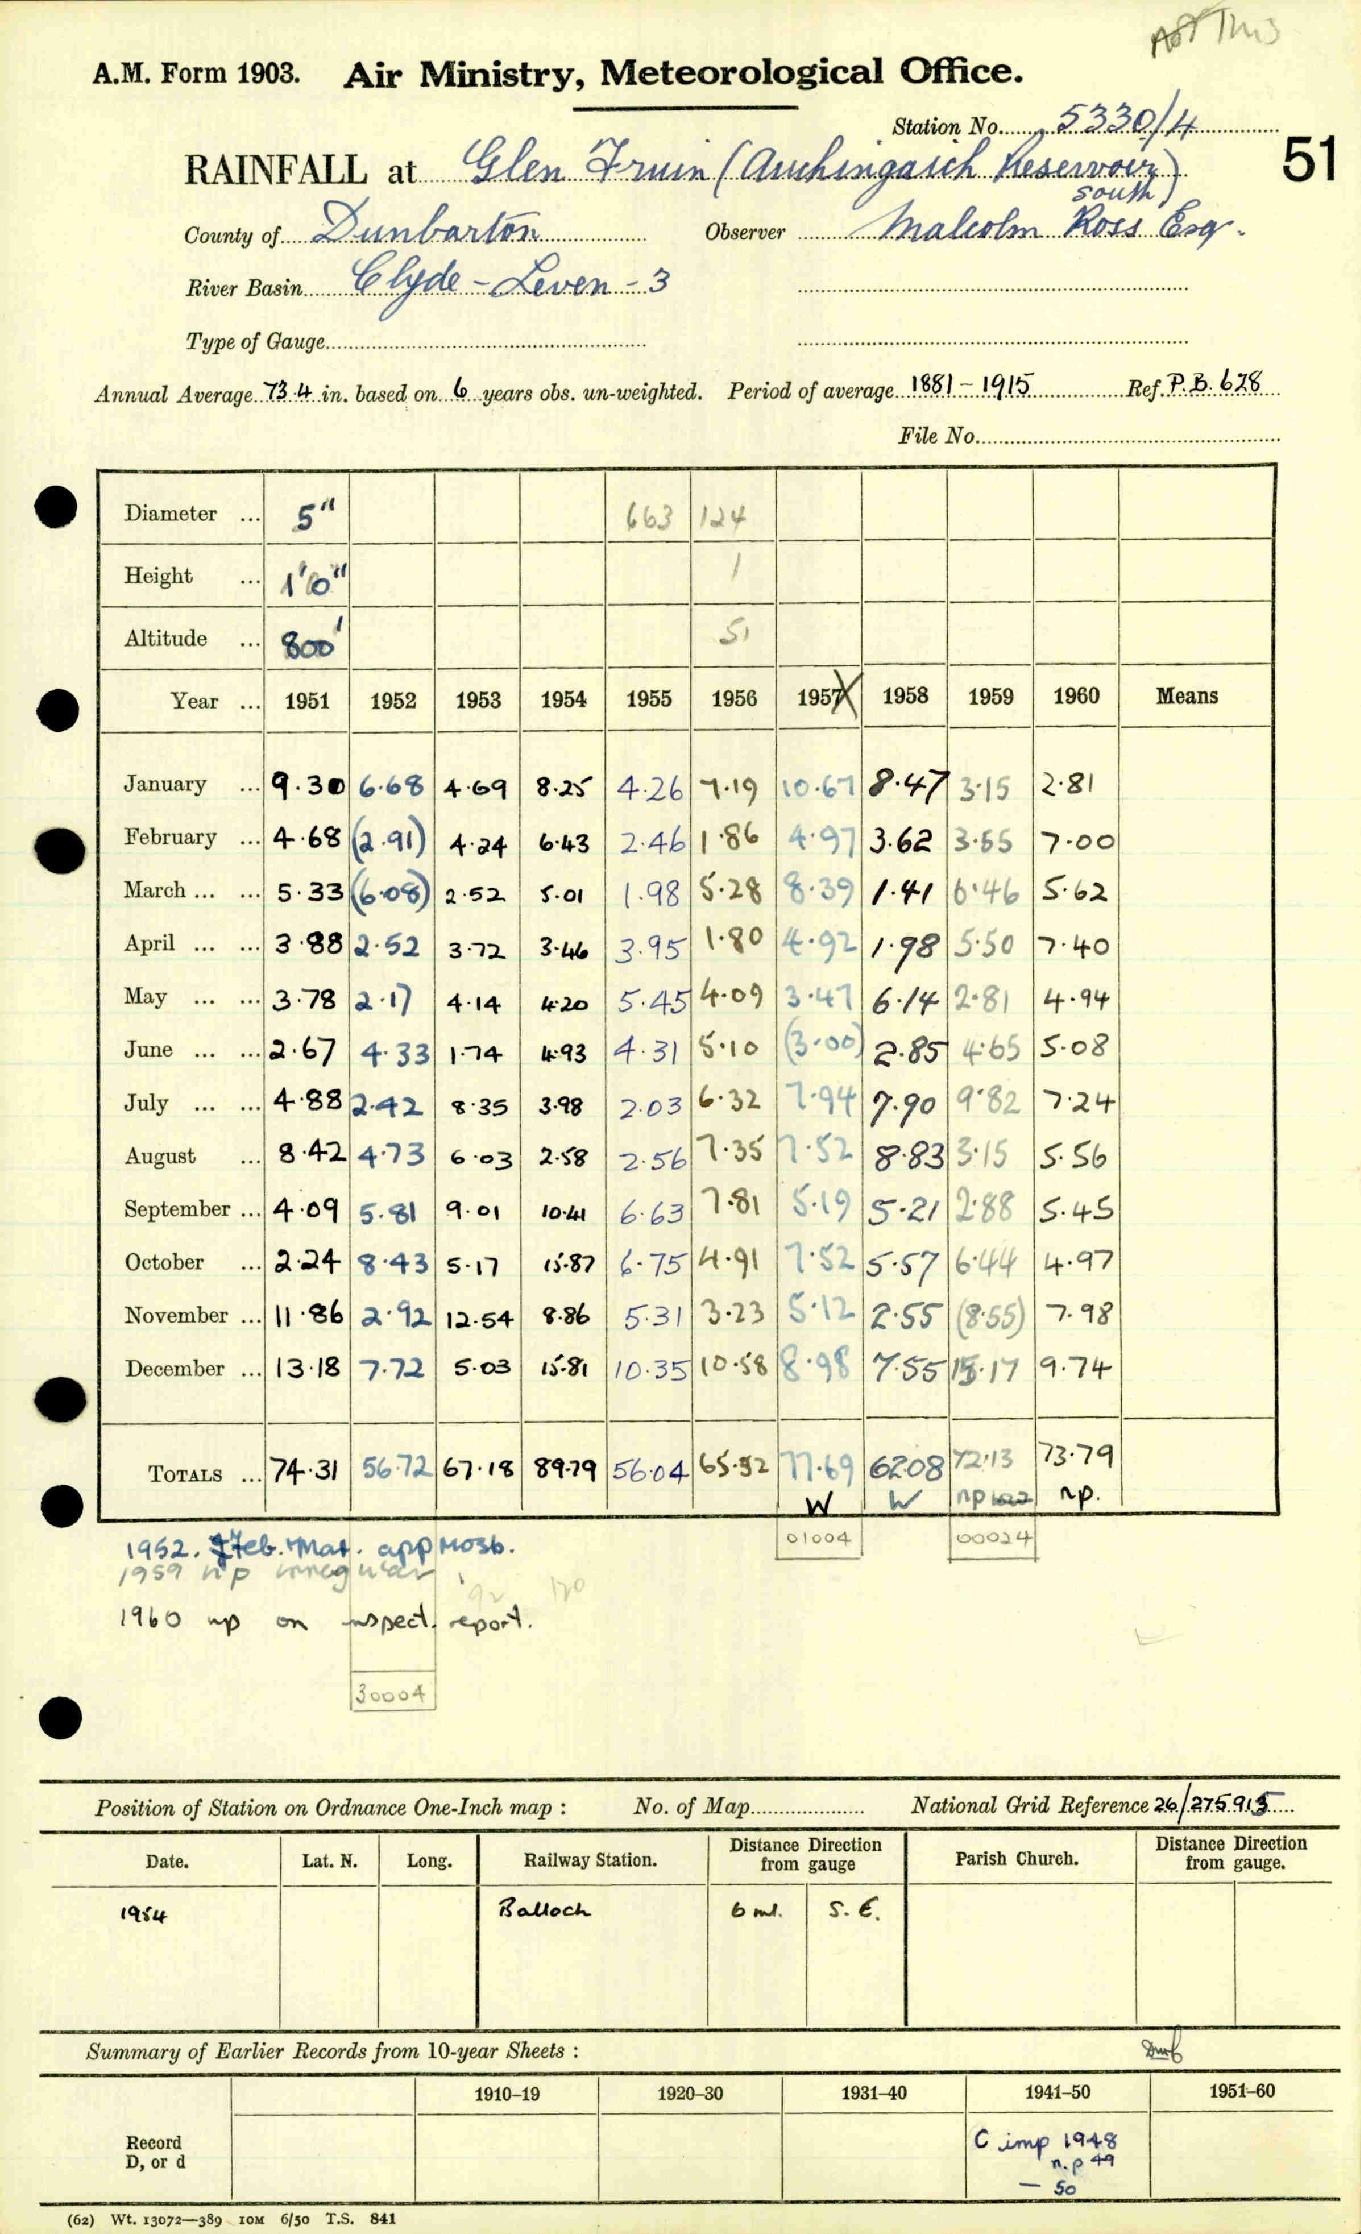 Not This
A.M. Form 1903. Air Ministry, Meteorological Office.
Station No. 5330/4
51
RAINFALL at Glen Fruin (Auchingaich Reservoir South)
County of Dunbarton Observer Malcolm Ross Esq.
River Basin Clyde - Leven - 3
Type of Gauge
Annual Average 73.4 in. based on 6 years obs. un-weighted. Period of average 1881 - 1915 Ref. P.B. 628
File No.
Diameter ... 5" 663 124
Height ... 1'0" 1
Altitude ... 800' 51
Year ... 1951 1952 1953 1954 1955 1956 1957 X 1958 1959 1960 Means
January ... 9.30 6.68 4.69 8.25 4.26 7.19 10.67 8.47 3.15 2.81
February ... 4.68 (2.91) 4.24 6.43 2.46 1.86 4.97 3.62 3.55 7.00
March ... ... 5.33 (6.08) 2.52 5.01 1.98 5.28 8.39 1.41 6.46 5.62
April ... ... 3.88 2.52 3.72 3.46 3.95 1.80 4.92 1.98 5.50 7.40
May ... ... 3.78 2.17 4.14 4.20 5.45 4.09 3.47 6.14 2.81 4.94
June ... ... 2.67 4.33 1.74 4.93 4.31 5.10 (3.00) 2.85 4.65 5.08
July ... ... 4.88 2.42 8.35 3.98 2.03 6.32 7.94 7.90 9.82 7.24
August ... 8.42 4.73 6.03 2.58 2.56 7.35 7.52 8.83 3.15 5.56
September ... 4.09 5.81 9.01 10.41 6.63 7.81 5.19 5.21 2.88 5.45
October ... 2.24 8.43 5.17 15.87 6.75 4.91 7.52 5.57 6.44 4.97
November ... 11.86 2.92 12.54 8.86 5.31 3.23 5.12 2.55 (8.55) 7.98
December ... 13.18 7.72 5.03 15.81 10.35 10.58 8.98 7.55 15.17 9.74
TOTALS ... 74.31 56.72 67.18 89.79 56.04 65.52 77.69 62.08 72.13 73.79
W W np np.
01004 00024
1952. Feb. Mar. app Mosb.
1959 np irregular
1960 np on inspect. report.
30004
Position of Station on Ordnance One-Inch map : No. of Map National Grid Reference 26/275915
Date. Lat. N. Long. Railway Station. Distance Direction from gauge Parish Church. Distance Direction from gauge.
1954 Balloch 6 ml. S. E.
Summary of Earlier Records from 10-year Sheets :
1910–19 1920–30 1931–40 1941–50 1951–60
Record D, or d
C imp 1948
n.p 49
— 50
(62) Wt. 13072—389 10M 6/50 T.S. 841